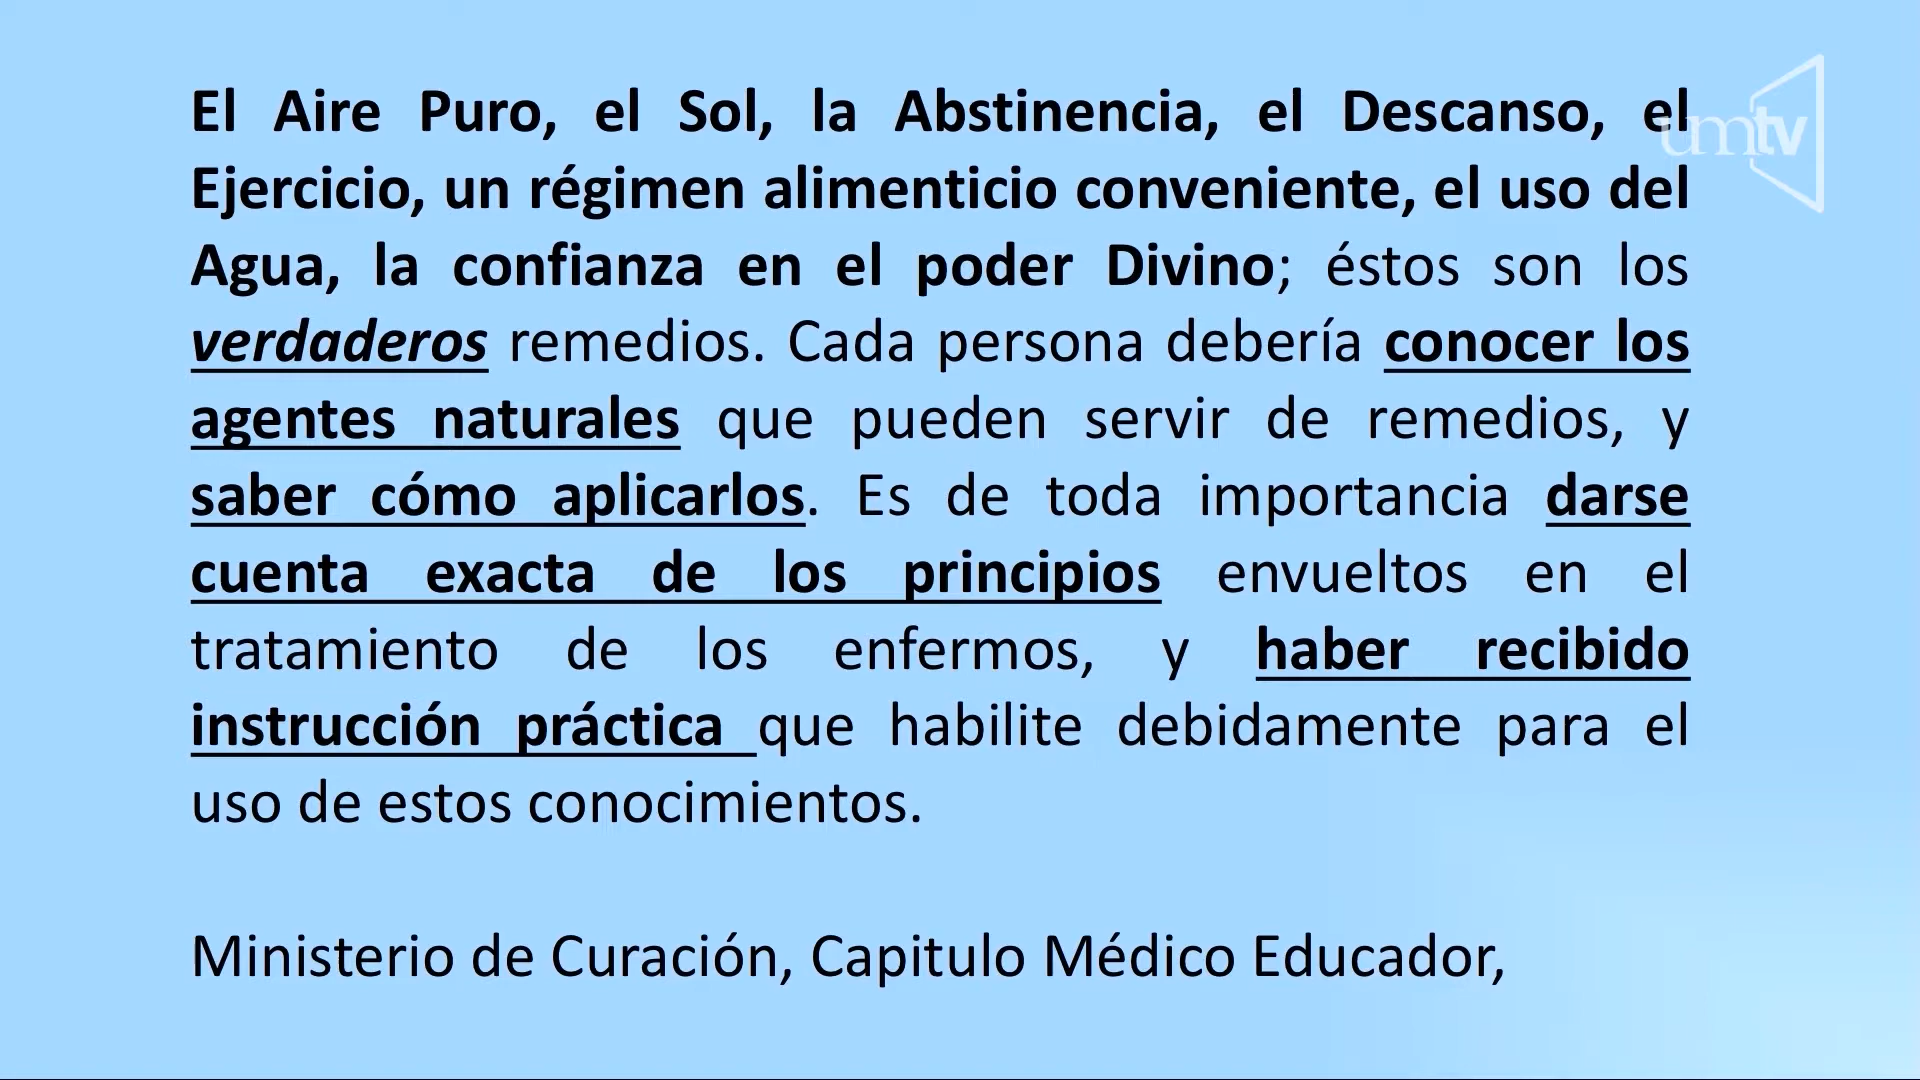 El Aire Puro, el Sol, la Abstinencia, el Descanso, el
Ejercicio, un régimen alimenticio conveniente, el uso del
Agua, la confianza en el poder Divino; éstos son los
verdaderos remedios. Cada persona debería conocer los
agentes naturales que pueden servir de remedios, y
saber cómo aplicarlos. Es de toda importancia darse
cuenta exacta de los principios envueltos en el
tratamiento de los enfermos, y haber recibido
instrucción práctica que habilite debidamente para el
uso de estos conocimientos.
Ministerio de Curación, Capitulo Médico Educador,
umtv